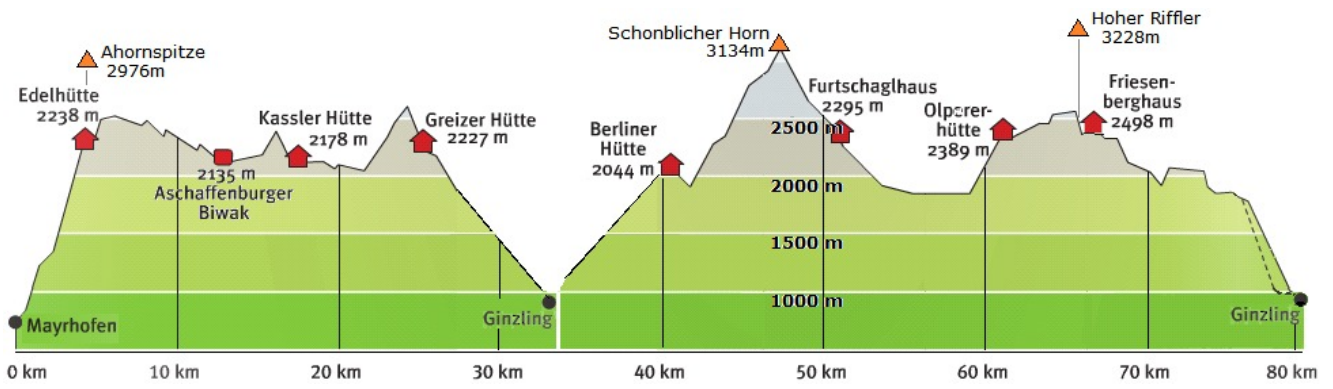 Ahornspitze
2976m
Edelhütte
2238 m
2135 m
Aschaffenburger
Biwak
Kassler Hütte
2178 m
Greizer Hütte
2227 m
Mayrhofen
Ginzling
Schonblicher Horn
3134m
Berliner
Hütte
2044 m
Furtschaglhaus
2295 m
2500 m
2000 m
1500 m
1000 m
Olperer-
hütte
2389 m
Hoher Riffler
3228m
Friesen-
berghaus
2498 m
Ginzling
0 km
10 km
20 km
30 km
40 km
50 km
60 km
70 km
80 km